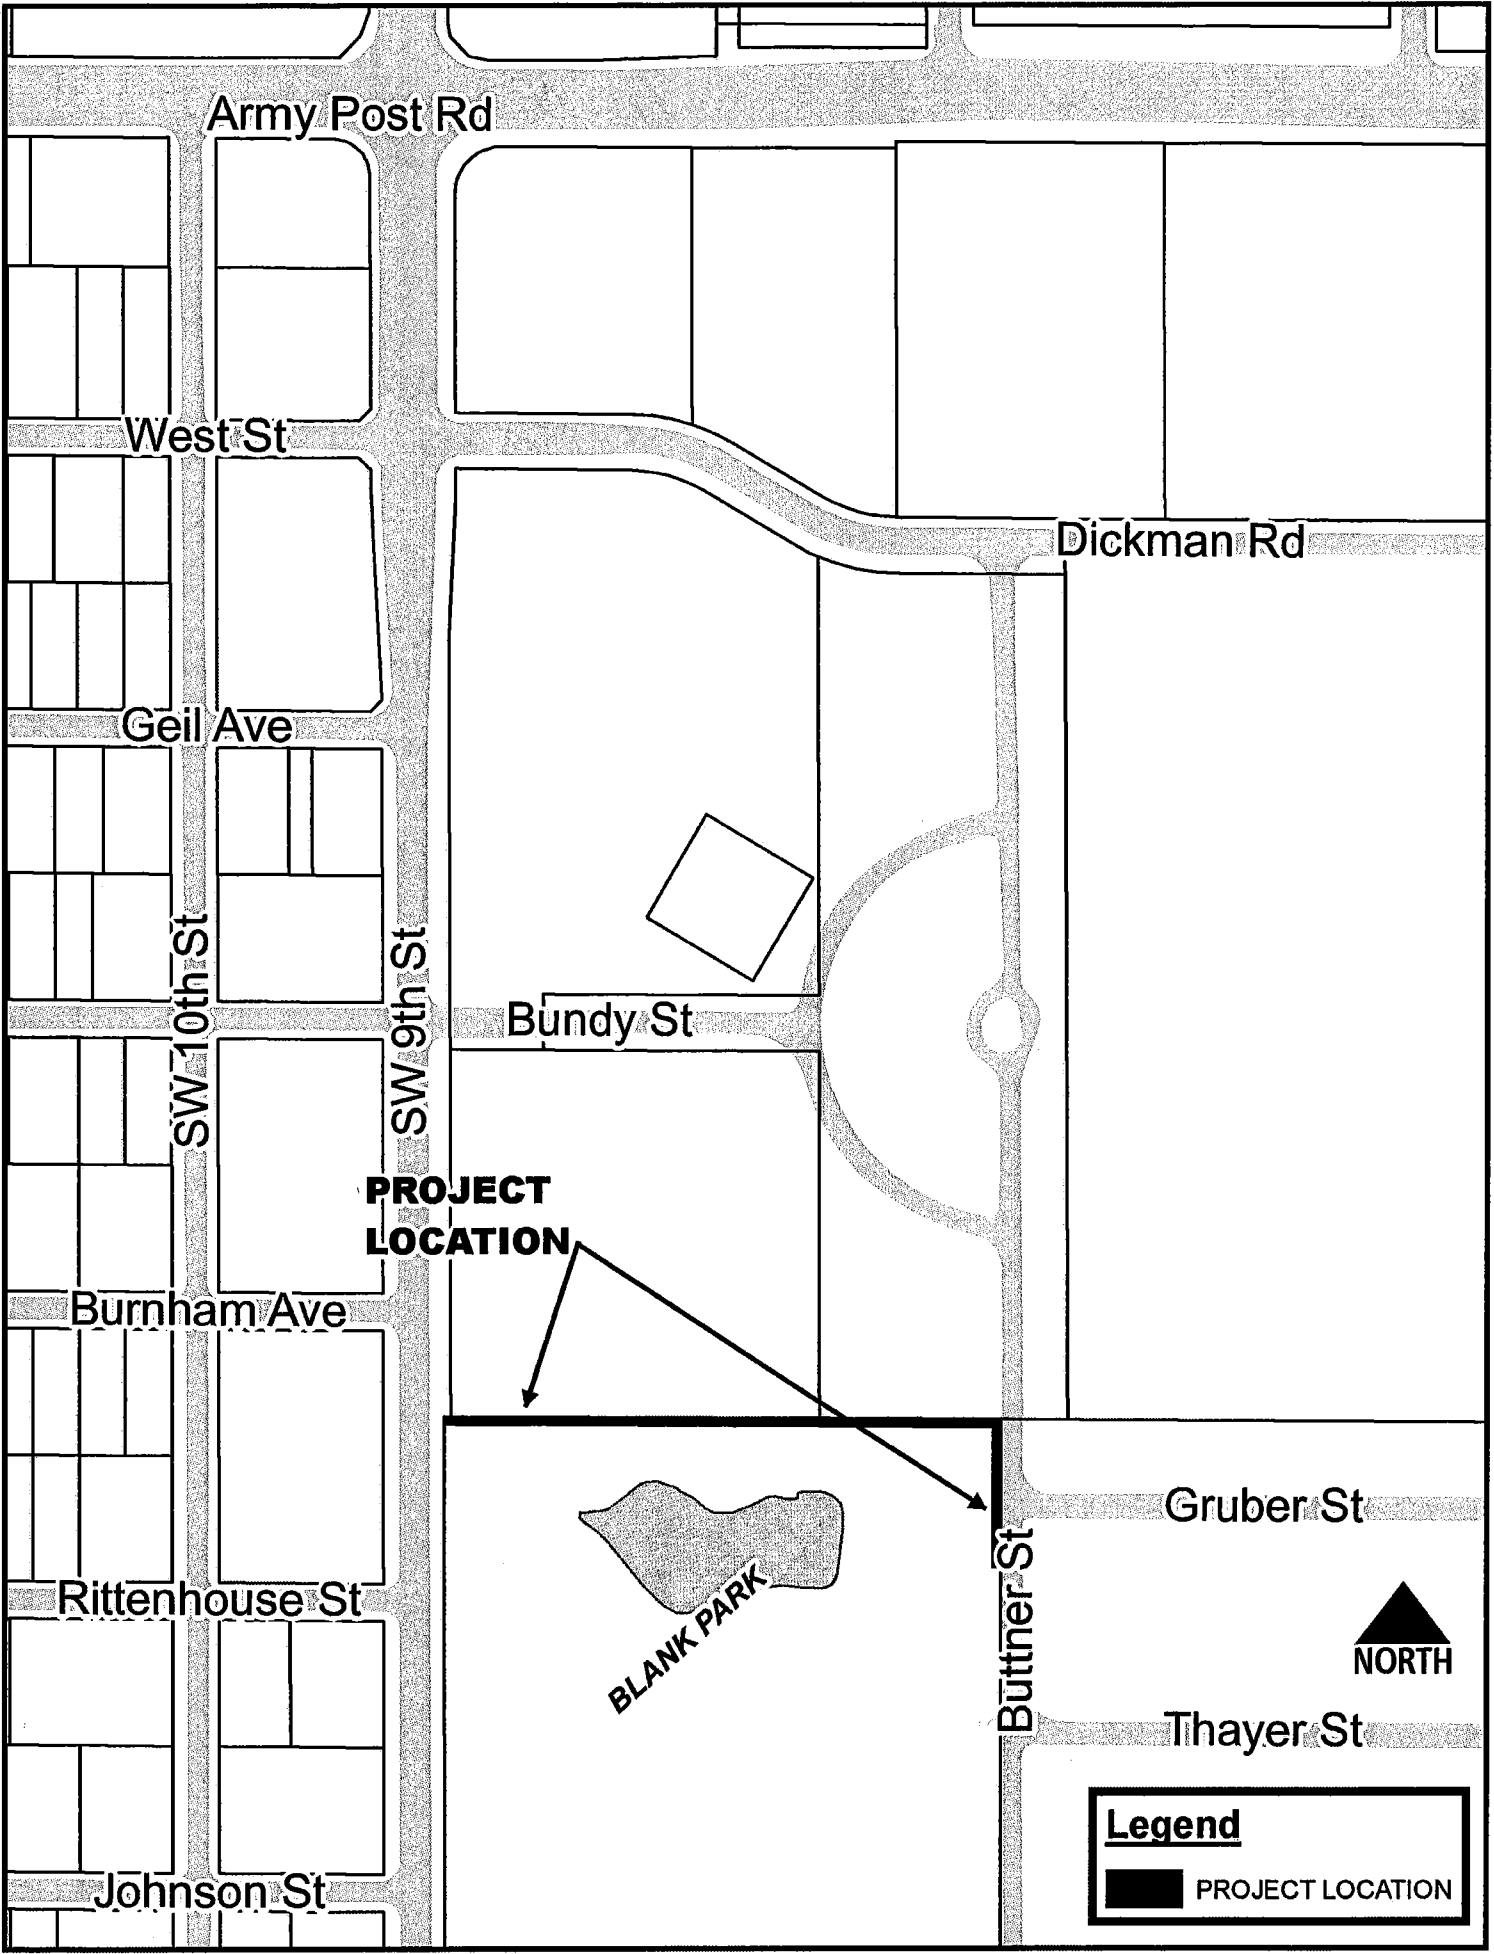 Army Post Rd
West St
Dickman Rd
Geil Ave
SW 10th St
SW 9th St
Bundy St
PROJECT
LOCATION
Burnham Ave
Gruber St
Buttner St
Rittenhouse St
BLANK PARK
NORTH
Thayer St
Legend
PROJECT LOCATION
Johnson St